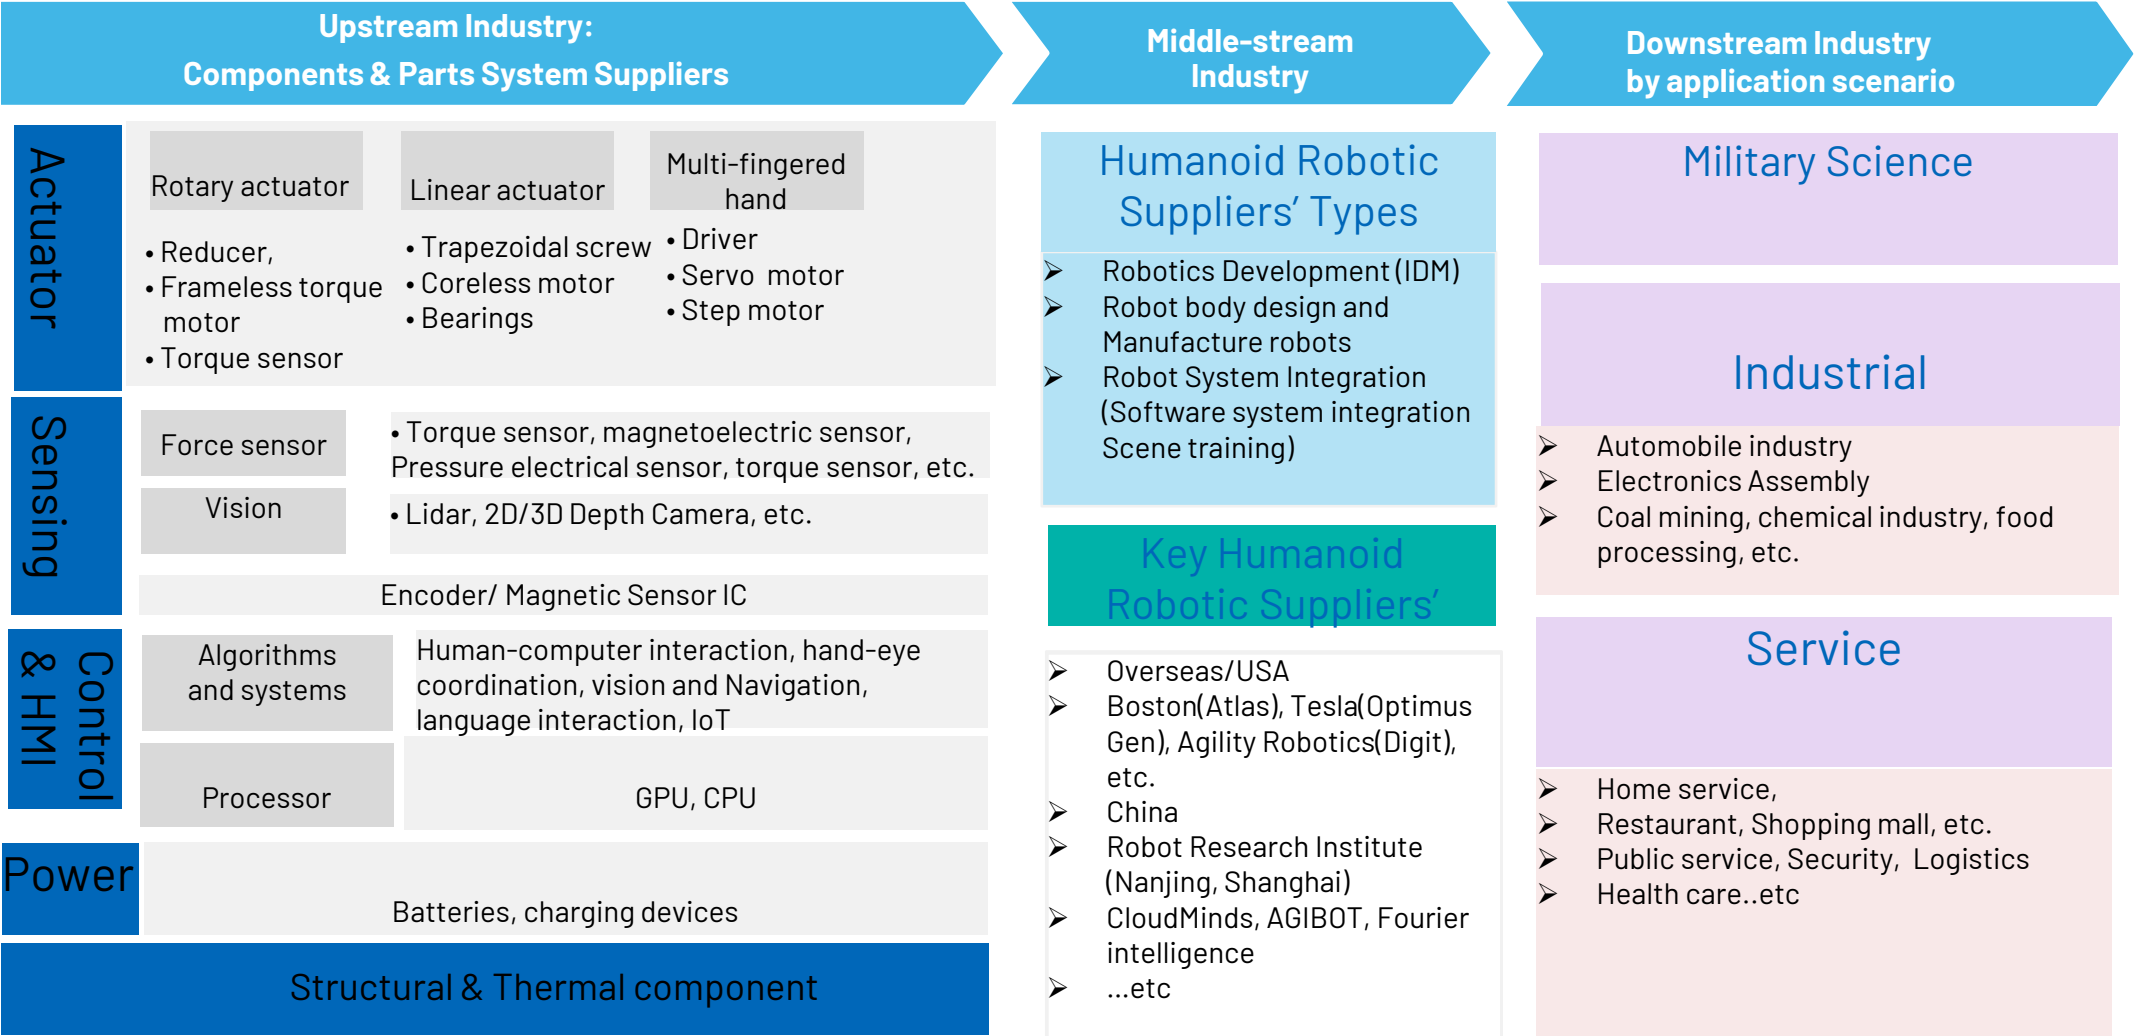 Upstream Industry:
Components & Parts System Suppliers
Middle-stream
Industry
Downstream Industry
by application scenario
Actuator
Rotary actuator
• Reducer,
• Frameless torque
motor
• Torque sensor
Linear actuator
• Trapezoidal screw
• Coreless motor
• Bearings
Multi-fingered
hand
• Driver
• Servo motor
• Step motor
Sensing
Force sensor
• Torque sensor, magnetoelectric sensor,
Pressure electrical sensor, torque sensor, etc.
Vision
• Lidar, 2D/3D Depth Camera, etc.
Encoder/ Magnetic Sensor IC
Control
& HMI
Algorithms
and systems
Human-computer interaction, hand-eye
coordination, vision and Navigation,
language interaction, IoT
Processor
GPU, CPU
Power
Batteries, charging devices
Structural & Thermal component
Humanoid Robotic
Suppliers’ Types
➢ Robotics Development (IDM)
➢ Robot body design and
Manufacture robots
➢ Robot System Integration
(Software system integration
Scene training)
Key Humanoid
Robotic Suppliers’
➢ Overseas/USA
➢ Boston(Atlas), Tesla(Optimus
Gen), Agility Robotics(Digit),
etc.
➢ China
➢ Robot Research Institute
(Nanjing, Shanghai)
➢ CloudMinds, AGIBOT, Fourier
intelligence
➢ ...etc
Military Science
Industrial
➢ Automobile industry
➢ Electronics Assembly
➢ Coal mining, chemical industry, food
processing, etc.
Service
➢ Home service,
➢ Restaurant, Shopping mall, etc.
➢ Public service, Security, Logistics
➢ Health care..etc